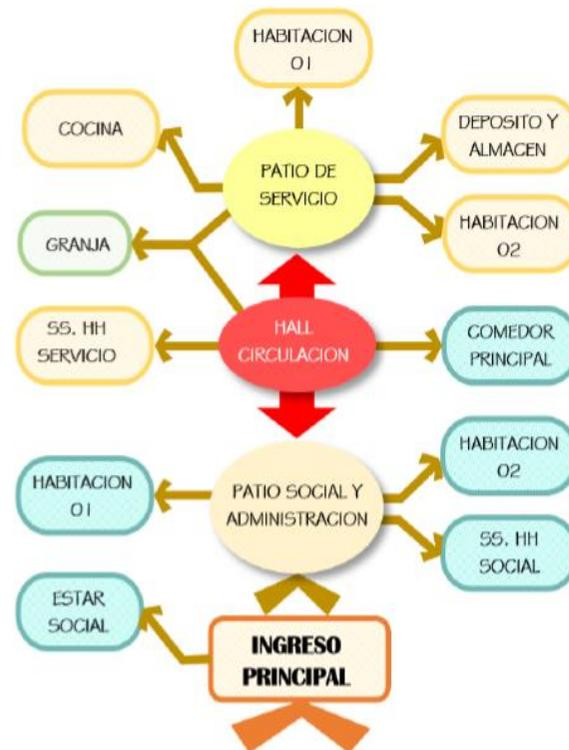 HABITACION
01
COCINA
DEPOSITO Y
ALMACEN
PATIO DE
SERVICIO
GRANJA
HABITACION
02
SS. HH
SERVICIO
HALL
CIRCULACION
COMEDOR
PRINCIPAL
HABITACION
01
PATIO SOCIAL Y
ADMINISTRACION
HABITACION
02
SS. HH
SOCIAL
ESTAR
SOCIAL
INGRESO
PRINCIPAL